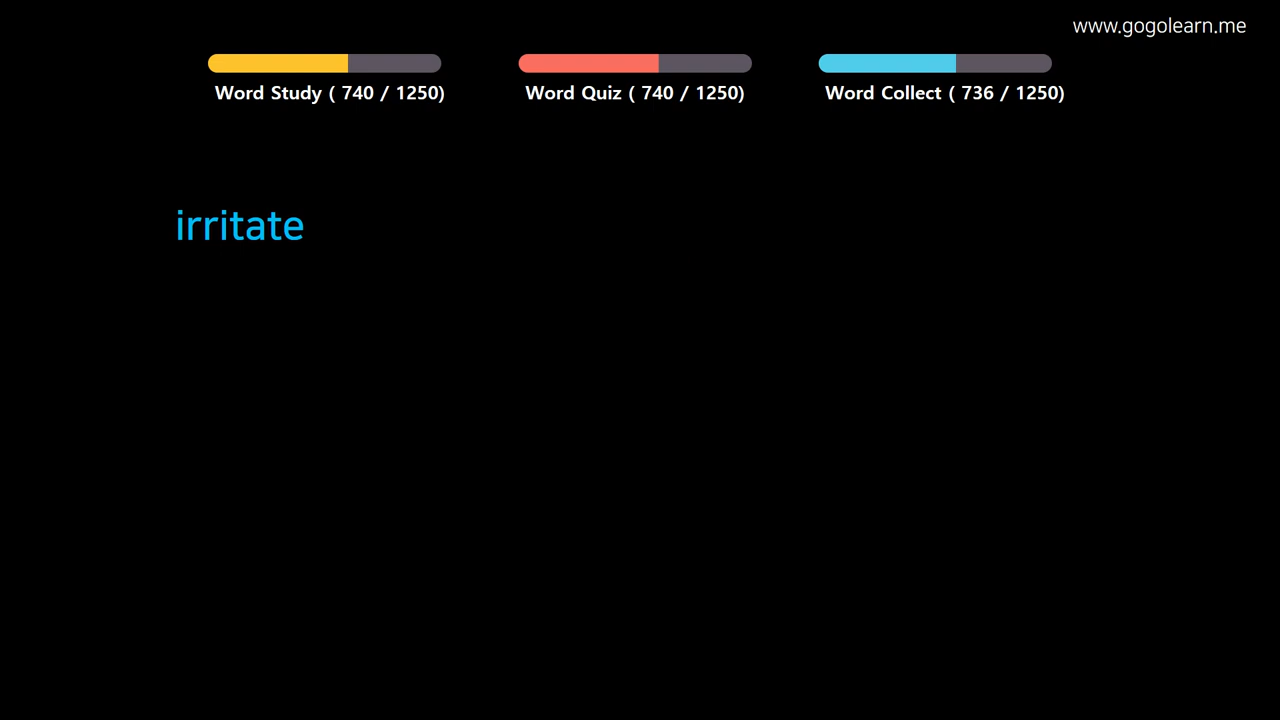 www.gogolearn.me
Word Study ( 740 / 1250)
Word Quiz ( 740 / 1250)
Word Collect ( 736 / 1250)
irritate